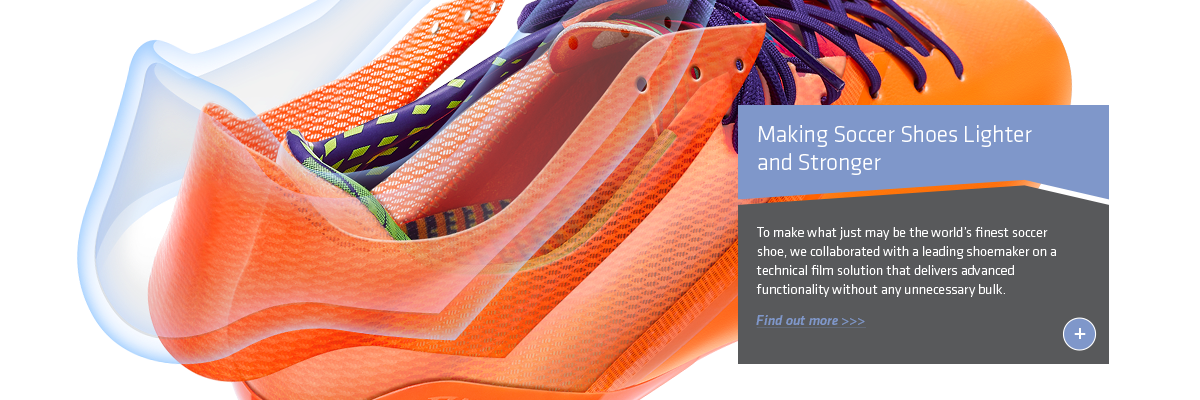 Making Soccer Shoes Lighter
and Stronger
To make what just may be the world's finest soccer
shoe, we collaborated with a leading shoemaker on a
technical film solution that delivers advanced
functionality without any unnecessary bulk.
Find out more >>>
+